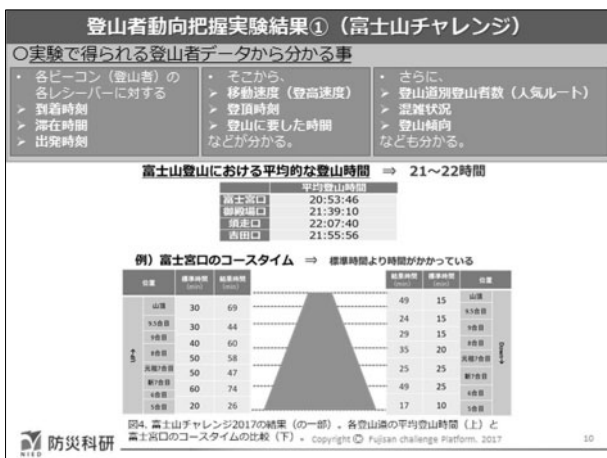 登山者動向把握実験結果①（富士山チャレンジ）
○実験で得られる登山者データから分かる事
・ 各ビーコン（登山者）の
各レシーバーに対する
➢ 到着時刻
➢ 滞在時間
➢ 出発時刻
・ そこから、
➢ 移動速度（登高速度）
➢ 登頂時刻
➢ 登山に要した時間
などが分かる。
・ さらに、
➢ 登山道別登山者数（人気ルート）
➢ 混雑状況
➢ 登山傾向
なども分かる。
富士山登山における平均的な登山時間 ⇒ 21～22時間
平均登山時間
富士宮口 20:53:46
御殿場口 21:39:10
須走口 22:07:40
吉田口 21:55:56
例）富士宮口のコースタイム ⇒ 標準時間より時間がかかっている
位置 標準時間 (min) 結果時間 (min)
山頂
30 69
9.5合目
30 44
9合目
40 60
8合目
50 58
元祖7合目
50 47
新7合目
60 74
6合目
20 26
5合目
Up→
結果時間 (min) 標準時間 (min) 位置
山頂
49 15
9.5合目
24 15
9合目
29 15
8合目
35 20
元祖7合目
25 25
新7合目
49 25
6合目
17 10
5合目
Down→
図4. 富士山チャレンジ2017の結果（の一部）。各登山道の平均登山時間（上）と
富士宮口のコースタイムの比較（下）。 Copyright © Fujisan challenge Platform. 2017
NIED 防災科研
10